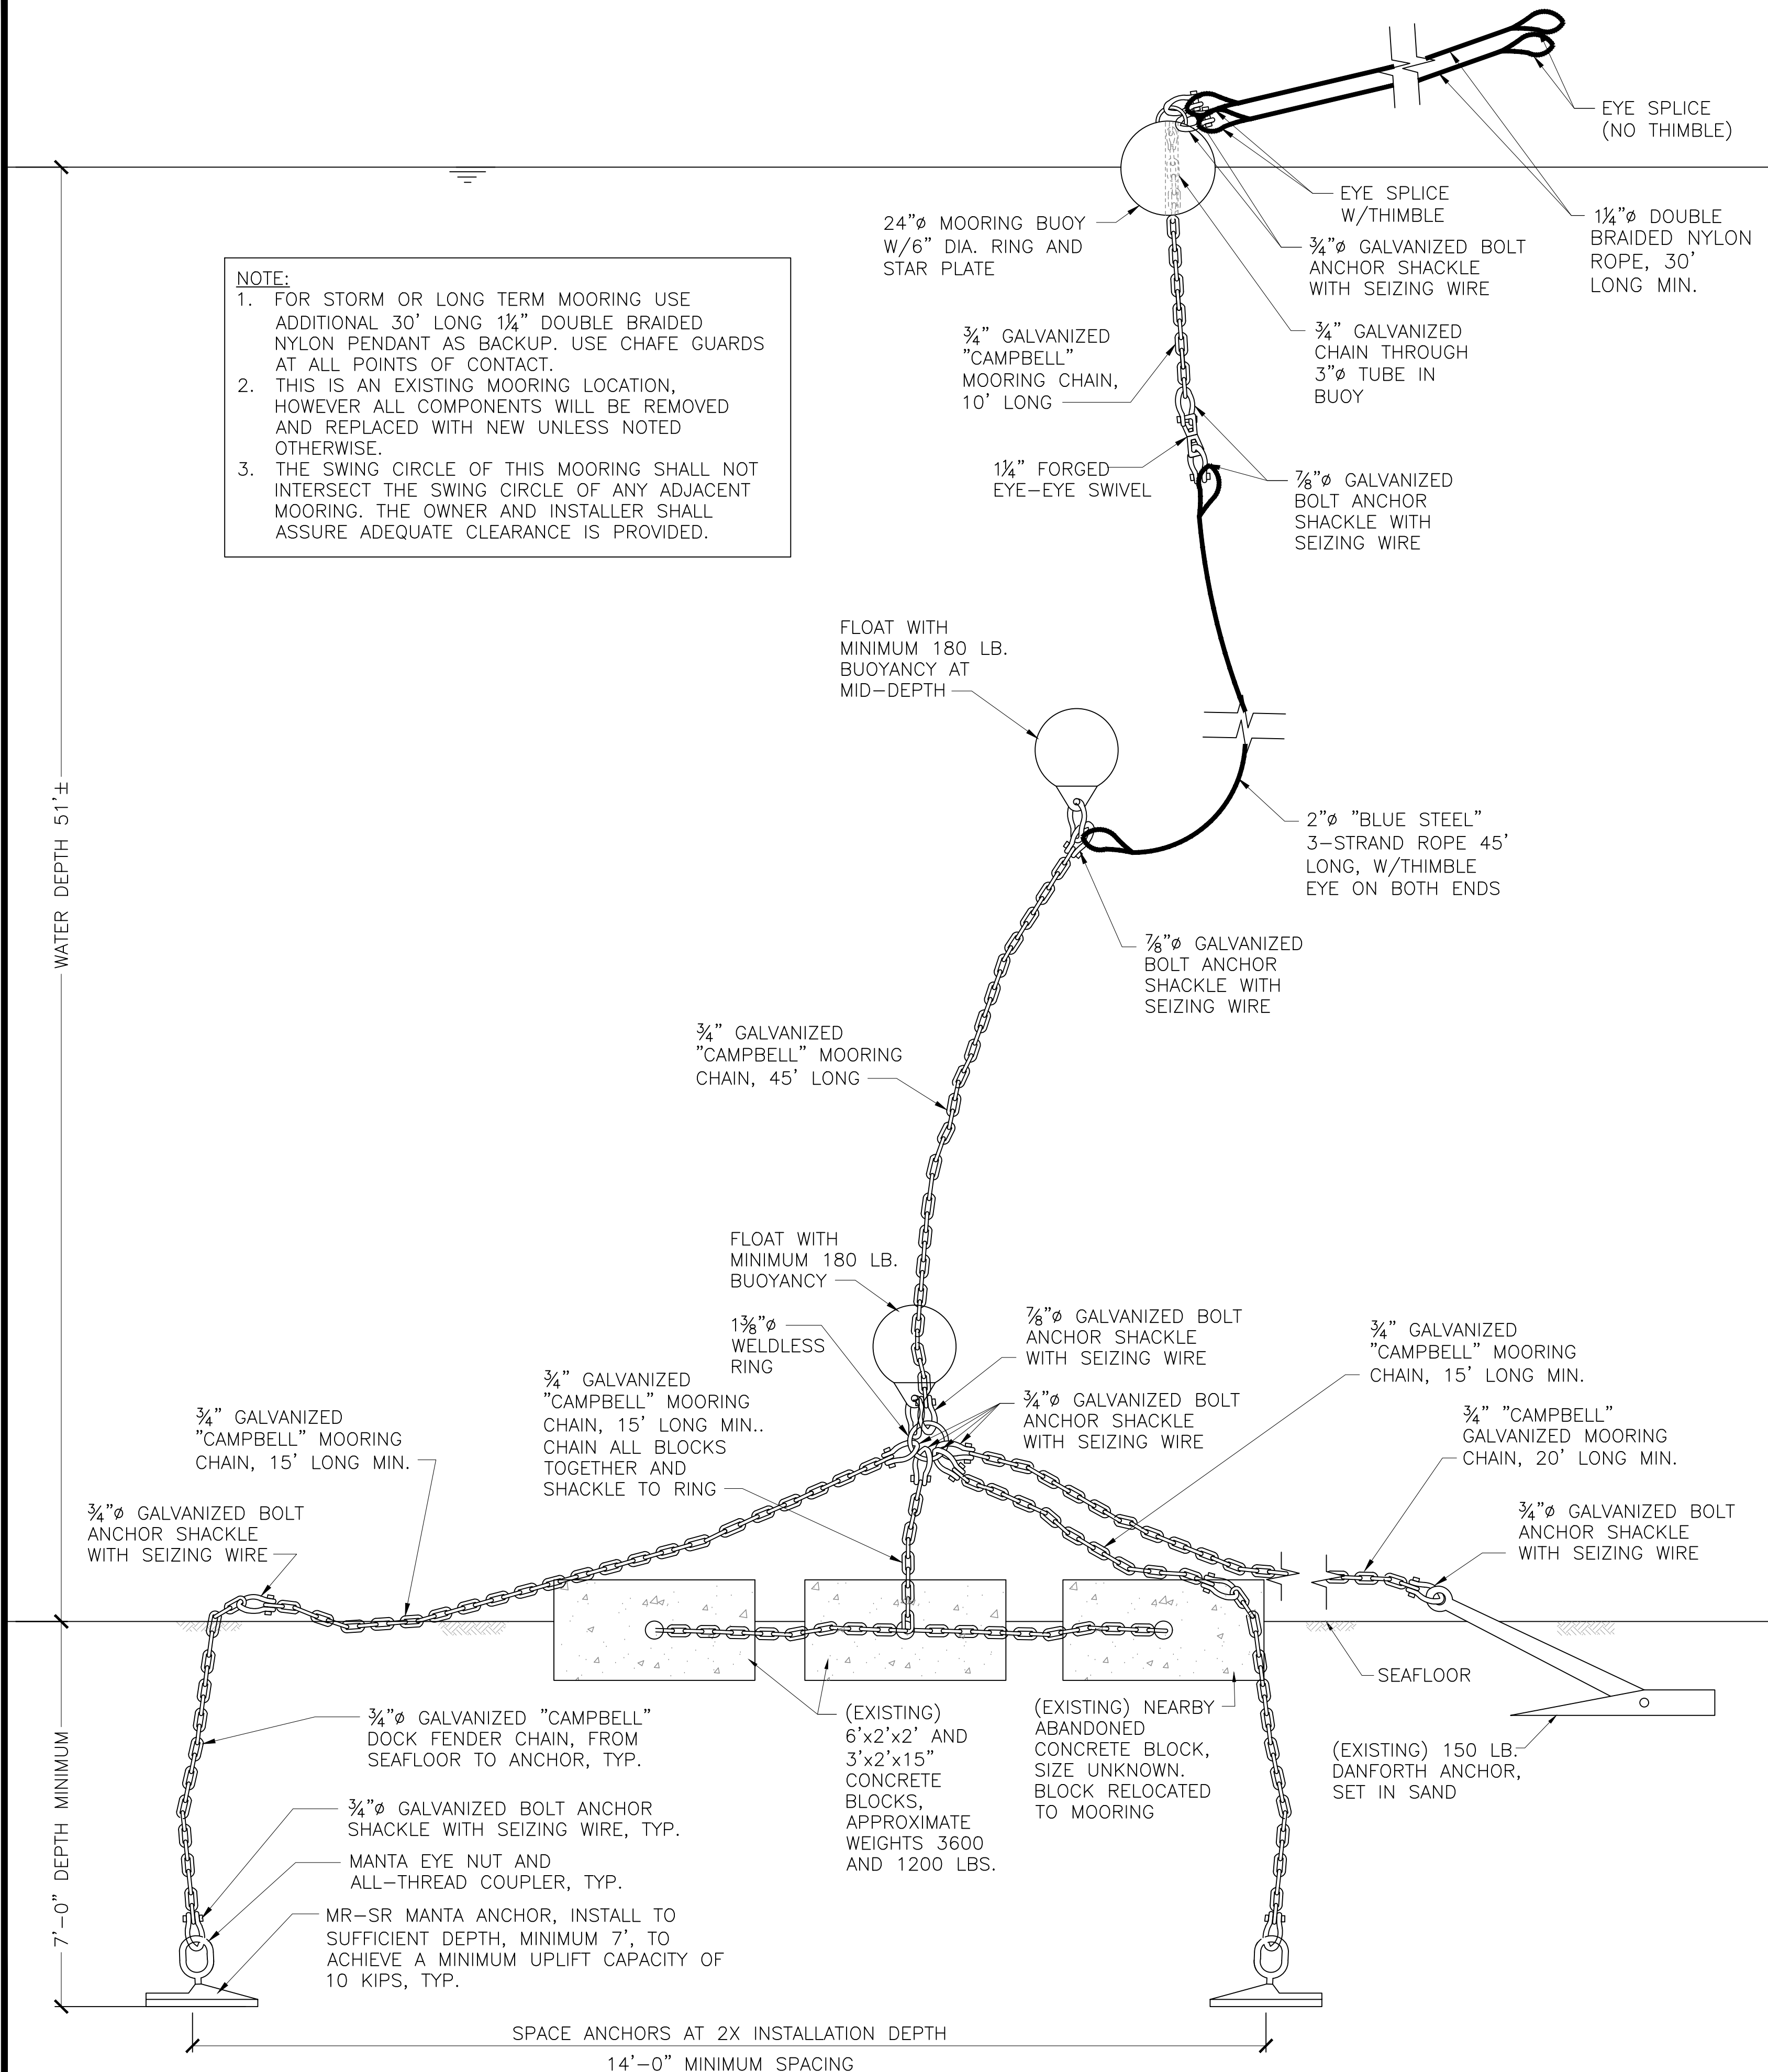 EYE SPLICE
(NO THIMBLE)
EYE SPLICE
W/THIMBLE
24"ø MOORING BUOY
W/6" DIA. RING AND
STAR PLATE
1¼"ø DOUBLE
BRAIDED NYLON
ROPE, 30'
LONG MIN.
¾"ø GALVANIZED BOLT
ANCHOR SHACKLE
WITH SEIZING WIRE
NOTE:
1. FOR STORM OR LONG TERM MOORING USE
ADDITIONAL 30' LONG 1¼" DOUBLE BRAIDED
NYLON PENDANT AS BACKUP. USE CHAFE GUARDS
AT ALL POINTS OF CONTACT.
2. THIS IS AN EXISTING MOORING LOCATION,
HOWEVER ALL COMPONENTS WILL BE REMOVED
AND REPLACED WITH NEW UNLESS NOTED
OTHERWISE.
3. THE SWING CIRCLE OF THIS MOORING SHALL NOT
INTERSECT THE SWING CIRCLE OF ANY ADJACENT
MOORING. THE OWNER AND INSTALLER SHALL
ASSURE ADEQUATE CLEARANCE IS PROVIDED.
¾" GALVANIZED
"CAMPBELL"
MOORING CHAIN,
10' LONG
¾" GALVANIZED
CHAIN THROUGH
3"ø TUBE IN
BUOY
1¼" FORGED
EYE-EYE SWIVEL
⅞"ø GALVANIZED
BOLT ANCHOR
SHACKLE WITH
SEIZING WIRE
FLOAT WITH
MINIMUM 180 LB.
BUOYANCY AT
MID-DEPTH
WATER DEPTH 51'±
2"ø "BLUE STEEL"
3-STRAND ROPE 45'
LONG, W/THIMBLE
EYE ON BOTH ENDS
⅞"ø GALVANIZED
BOLT ANCHOR
SHACKLE WITH
SEIZING WIRE
¾" GALVANIZED
"CAMPBELL" MOORING
CHAIN, 45' LONG
FLOAT WITH
MINIMUM 180 LB.
BUOYANCY
1⅜"ø
WELDLESS
RING
⅞"ø GALVANIZED BOLT
ANCHOR SHACKLE
WITH SEIZING WIRE
¾" GALVANIZED
"CAMPBELL" MOORING
CHAIN, 15' LONG MIN.
¾" GALVANIZED
"CAMPBELL" MOORING
CHAIN, 15' LONG MIN..
CHAIN ALL BLOCKS
TOGETHER AND
SHACKLE TO RING
¾"ø GALVANIZED BOLT
ANCHOR SHACKLE
WITH SEIZING WIRE
¾" GALVANIZED
"CAMPBELL" MOORING
CHAIN, 15' LONG MIN.
¾" "CAMPBELL"
GALVANIZED MOORING
CHAIN, 20' LONG MIN.
¾"ø GALVANIZED BOLT
ANCHOR SHACKLE
WITH SEIZING WIRE
¾"ø GALVANIZED BOLT
ANCHOR SHACKLE
WITH SEIZING WIRE
SEAFLOOR
7'-0" DEPTH MINIMUM
¾"ø GALVANIZED "CAMPBELL"
DOCK FENDER CHAIN, FROM
SEAFLOOR TO ANCHOR, TYP.
(EXISTING)
6'x2'x2' AND
3'x2'x15"
CONCRETE
BLOCKS,
APPROXIMATE
WEIGHTS 3600
AND 1200 LBS.
(EXISTING) NEARBY
ABANDONED
CONCRETE BLOCK,
SIZE UNKNOWN.
BLOCK RELOCATED
TO MOORING
(EXISTING) 150 LB.
DANFORTH ANCHOR,
SET IN SAND
¾"ø GALVANIZED BOLT ANCHOR
SHACKLE WITH SEIZING WIRE, TYP.
MANTA EYE NUT AND
ALL-THREAD COUPLER, TYP.
MR-SR MANTA ANCHOR, INSTALL TO
SUFFICIENT DEPTH, MINIMUM 7', TO
ACHIEVE A MINIMUM UPLIFT CAPACITY OF
10 KIPS, TYP.
SPACE ANCHORS AT 2X INSTALLATION DEPTH
14'-0" MINIMUM SPACING